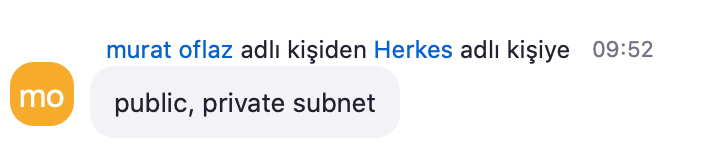 murat oflaz adlı kişiden Herkes adlı kişiye 09:52
mo
public, private subnet